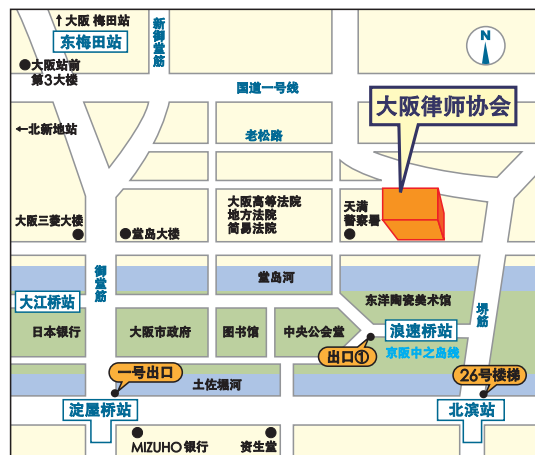 ↑大阪 梅田站
东梅田站
新御堂筋
N
大阪站前
第3大楼
国道一号线
大阪律师协会
←北新地站
老松路
大阪高等法院
地方法院
简易法院
天满
警察署
大阪三菱大楼
堂岛大楼
御堂筋
堂岛河
大江桥站
东洋陶瓷美术馆
堺筋
日本银行
大阪市政府
图书馆
中央公会堂
浪速桥站
出口①
京阪中之岛线
一号出口
土佐堀河
26号楼梯
淀屋桥站
北滨站
MIZUHO 银行
资生堂